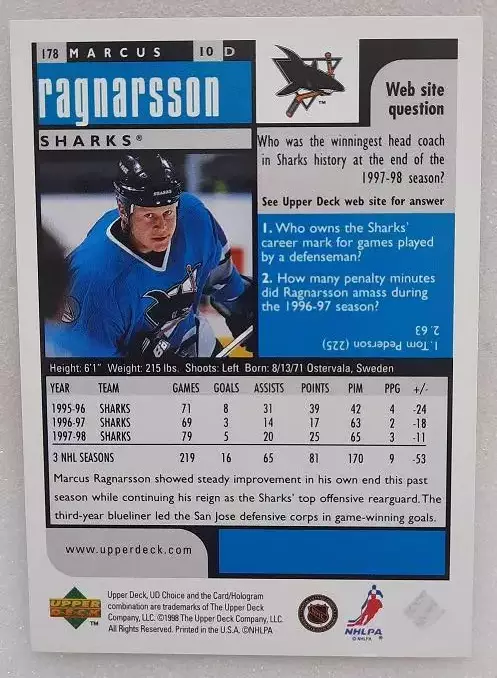 178 MARCUS 10 D
ragnarsson
SHARKS®
Web site
question
Who was the winningest head coach
in Sharks history at the end of the
1997-98 season?
See Upper Deck web site for answer
1. Who owns the Sharks'
career mark for games played
by a defenseman?
2. How many penalty minutes
did Ragnarsson amass during
the 1996-97 season?
1. Tom Pederson (225)
2. 63
Height: 6'1" Weight: 215 lbs. Shoots: Left Born: 8/13/71 Ostervala, Sweden
YEAR TEAM GAMES GOALS ASSISTS POINTS PIM PPG +/-
1995-96 SHARKS 71 8 31 39 42 4 -24
1996-97 SHARKS 69 3 14 17 63 2 -18
1997-98 SHARKS 79 5 20 25 65 3 -11
3 NHL SEASONS 219 16 65 81 170 9 -53
Marcus Ragnarsson showed steady improvement in his own end this past
season while continuing his reign as the Sharks' top offensive rearguard. The
third-year blueliner led the San Jose defensive corps in game-winning goals.
www.upperdeck.com
UPPER
DECK
TM
Upper Deck, UD Choice and the Card/Hologram
combination are trademarks of The Upper Deck
Company, LLC. ©1998 The Upper Deck Company, LLC.
All Rights Reserved. Printed in the U.S.A. ©NHLPA
NHLPA
© NHLPA